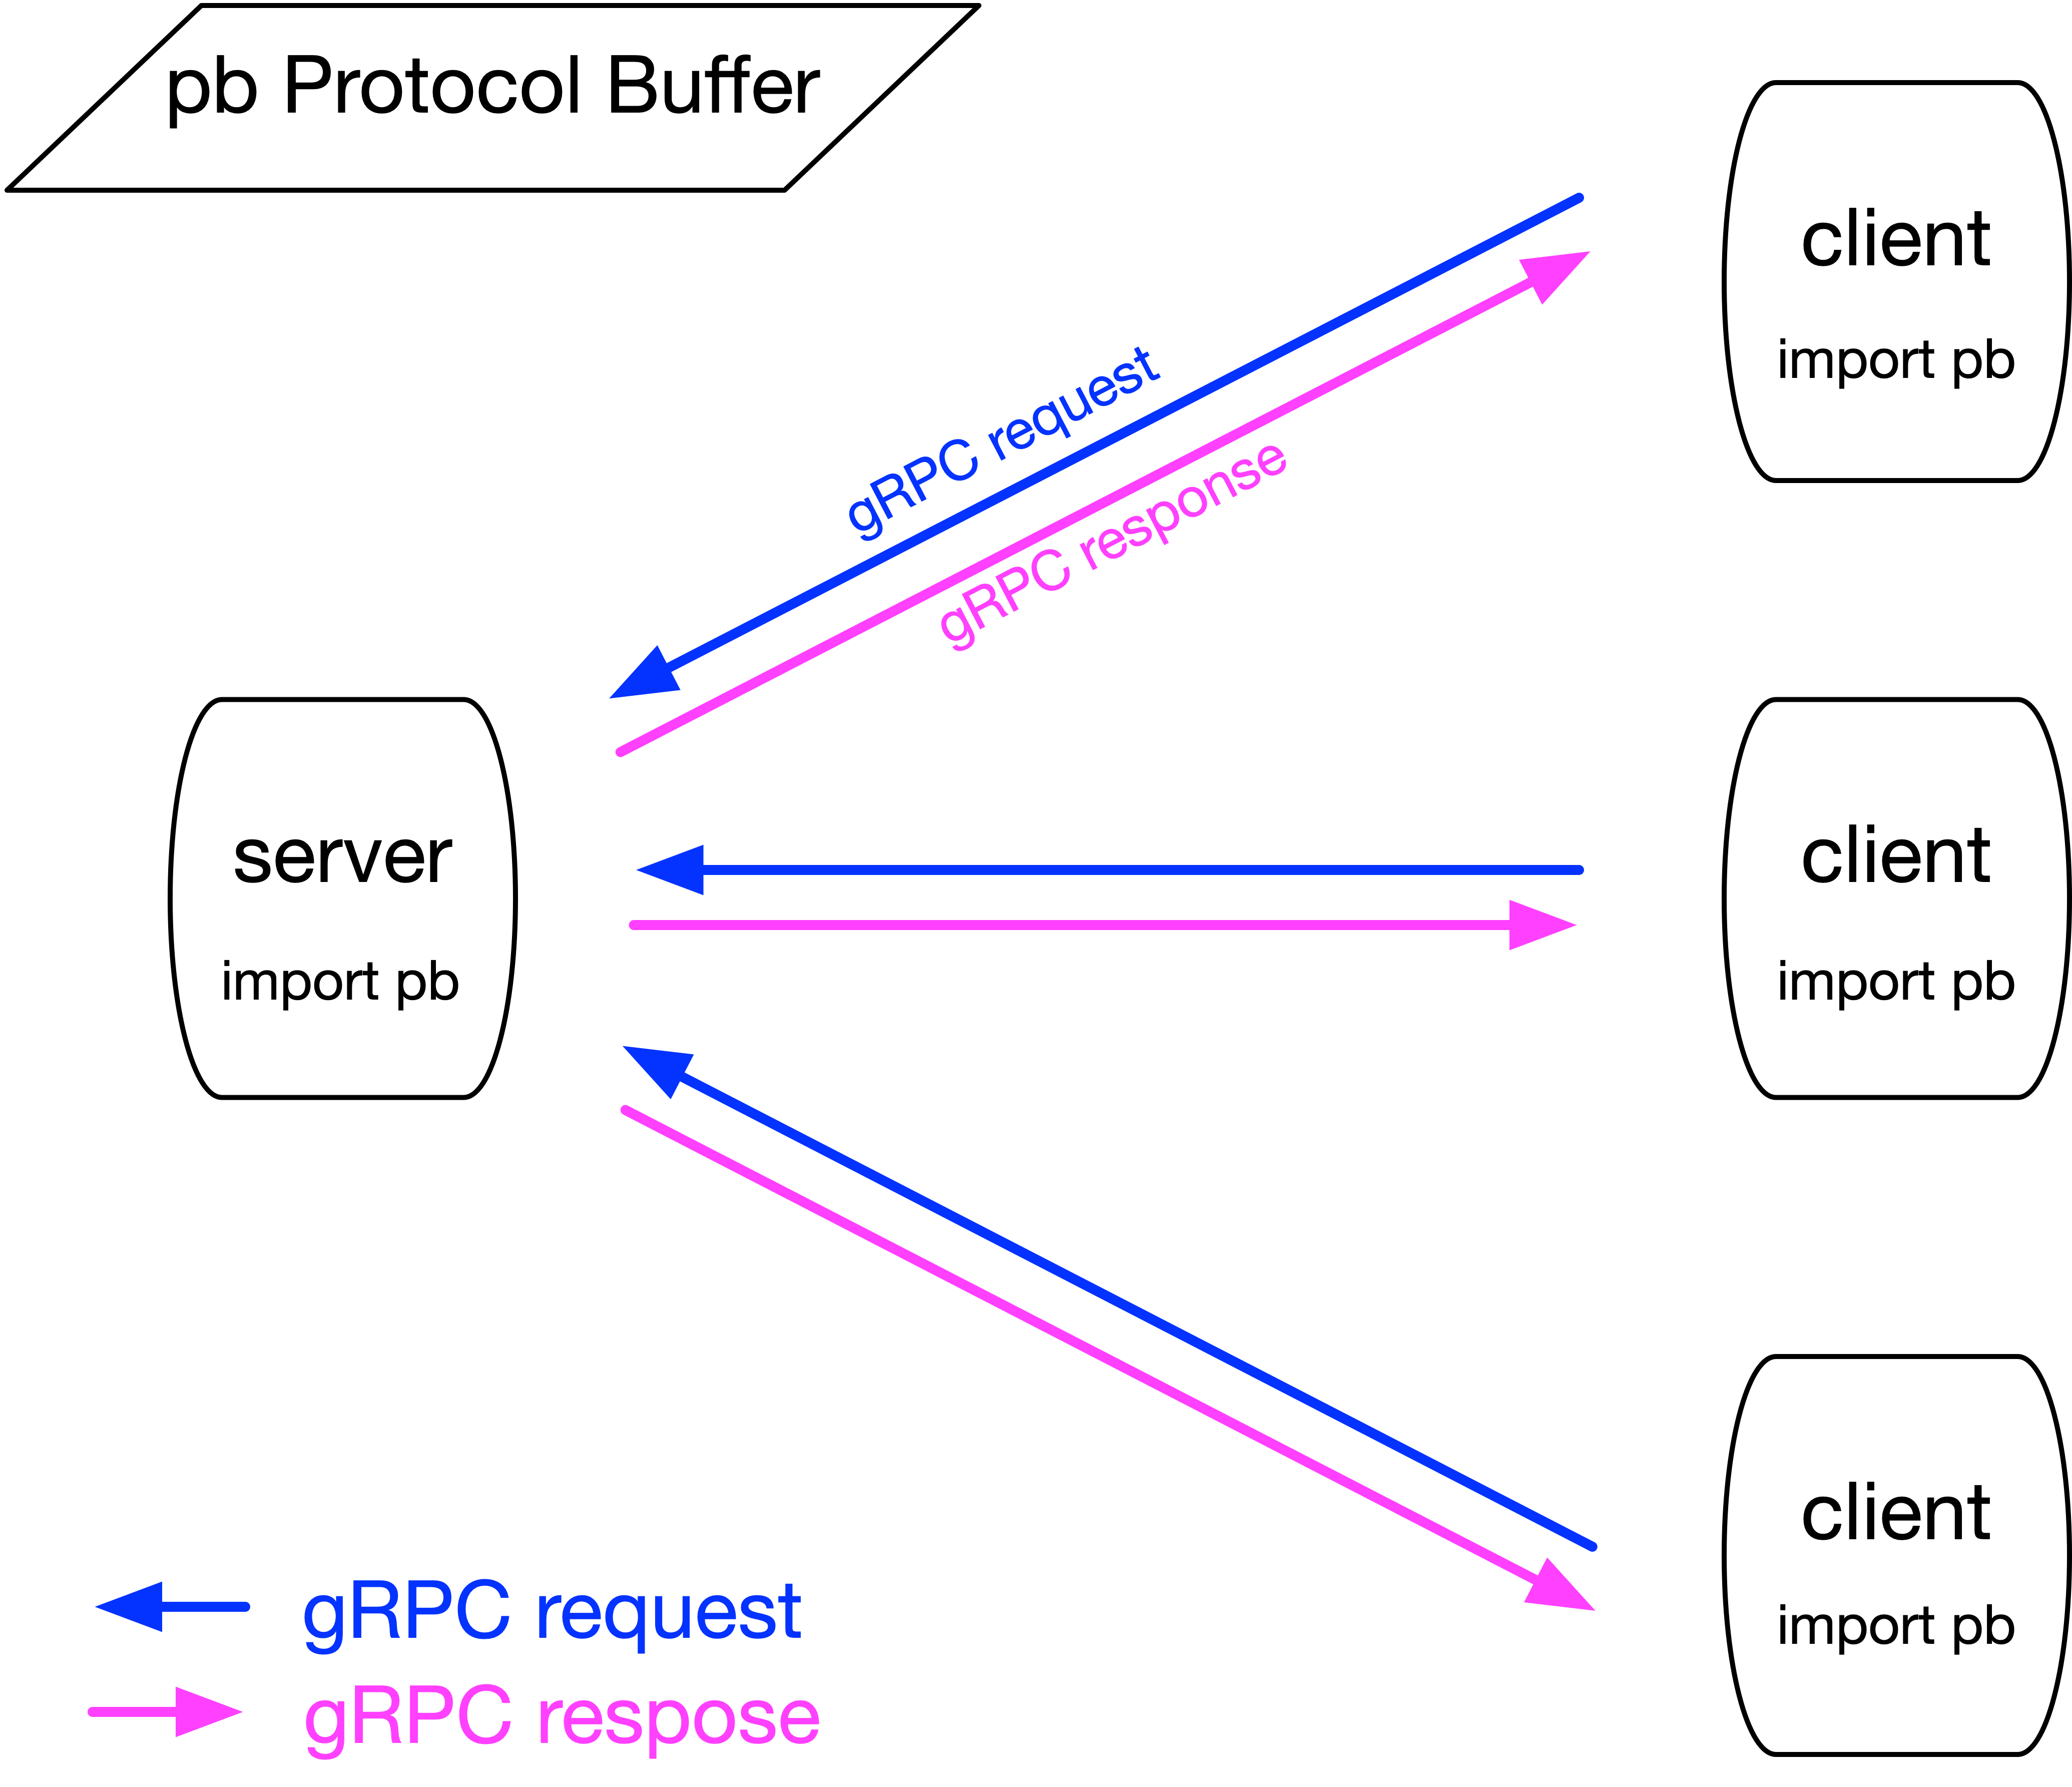 pb Protocol Buffer
client
import pb
gRPC request
gRPC response
server
import pb
client
import pb
client
import pb
gRPC request
gRPC respose